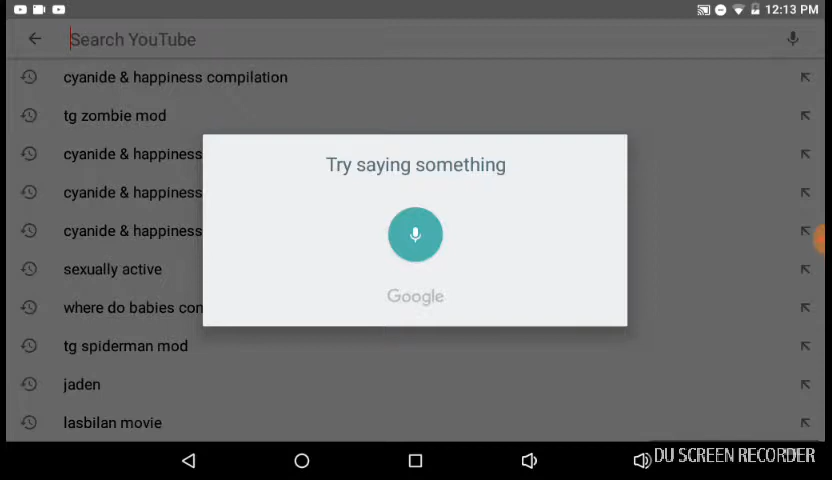 12:13 PM
Search YouTube
cyanide & happiness compilation
tg zombie mod
cyanide & happiness
cyanide & happiness
cyanide & happiness
sexually active
where do babies com
tg spiderman mod
jaden
lasbilan movie
Try saying something
Google
DU SCREEN RECORDER